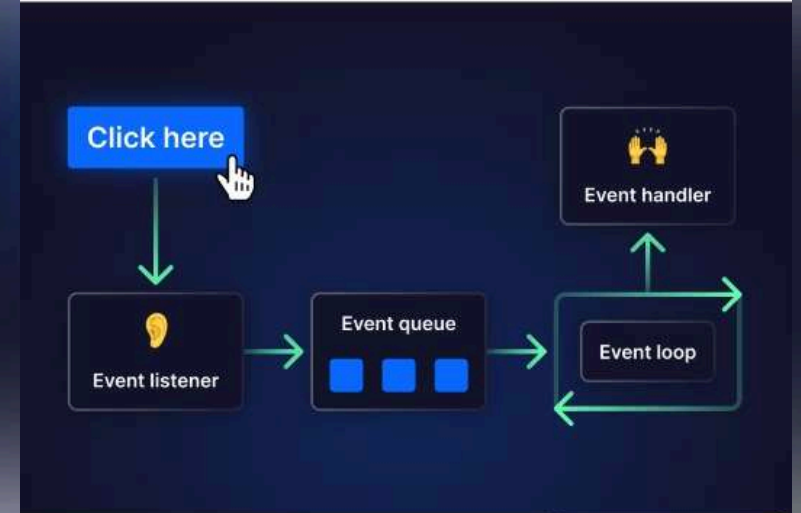 Click here
Event handler
Event queue
Event loop
Event listener